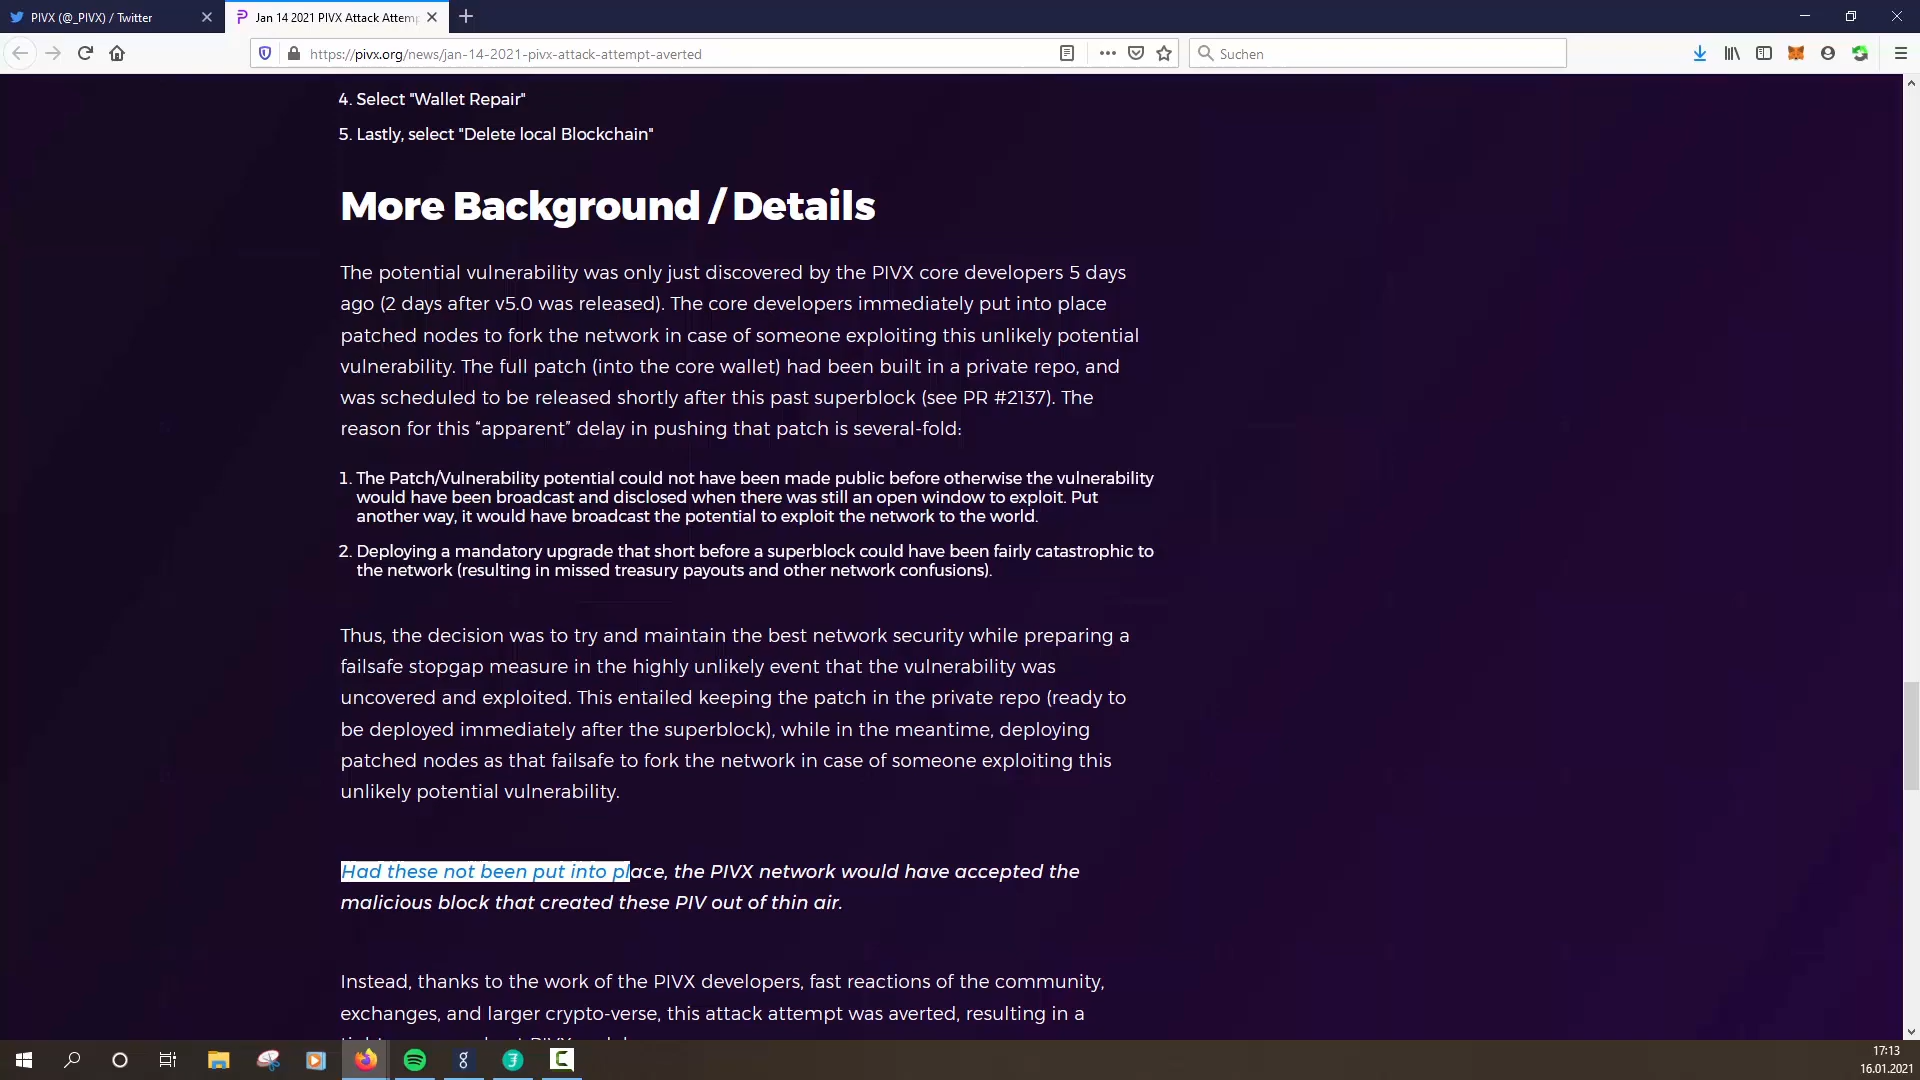 PIVX (@_PIVX) / Twitter
Jan 14 2021 PIVX Attack Attemp
https://pivx.org/news/jan-14-2021-pivx-attack-attempt-averted
Suchen
4. Select "Wallet Repair"
5. Lastly, select "Delete local Blockchain"
More Background / Details
The potential vulnerability was only just discovered by the PIVX core developers 5 days
ago (2 days after v5.0 was released). The core developers immediately put into place
patched nodes to fork the network in case of someone exploiting this unlikely potential
vulnerability. The full patch (into the core wallet) had been built in a private repo, and
was scheduled to be released shortly after this past superblock (see PR #2137). The
reason for this “apparent” delay in pushing that patch is several-fold:
1. The Patch/Vulnerability potential could not have been made public before otherwise the vulnerability
would have been broadcast and disclosed when there was still an open window to exploit. Put
another way, it would have broadcast the potential to exploit the network to the world.
2. Deploying a mandatory upgrade that short before a superblock could have been fairly catastrophic to
the network (resulting in missed treasury payouts and other network confusions).
Thus, the decision was to try and maintain the best network security while preparing a
failsafe stopgap measure in the highly unlikely event that the vulnerability was
uncovered and exploited. This entailed keeping the patch in the private repo (ready to
be deployed immediately after the superblock), while in the meantime, deploying
patched nodes as that failsafe to fork the network in case of someone exploiting this
unlikely potential vulnerability.
Had these not been put into place, the PIVX network would have accepted the
malicious block that created these PIV out of thin air.
Instead, thanks to the work of the PIVX developers, fast reactions of the community,
exchanges, and larger crypto-verse, this attack attempt was averted, resulting in a
17:13
16.01.2021